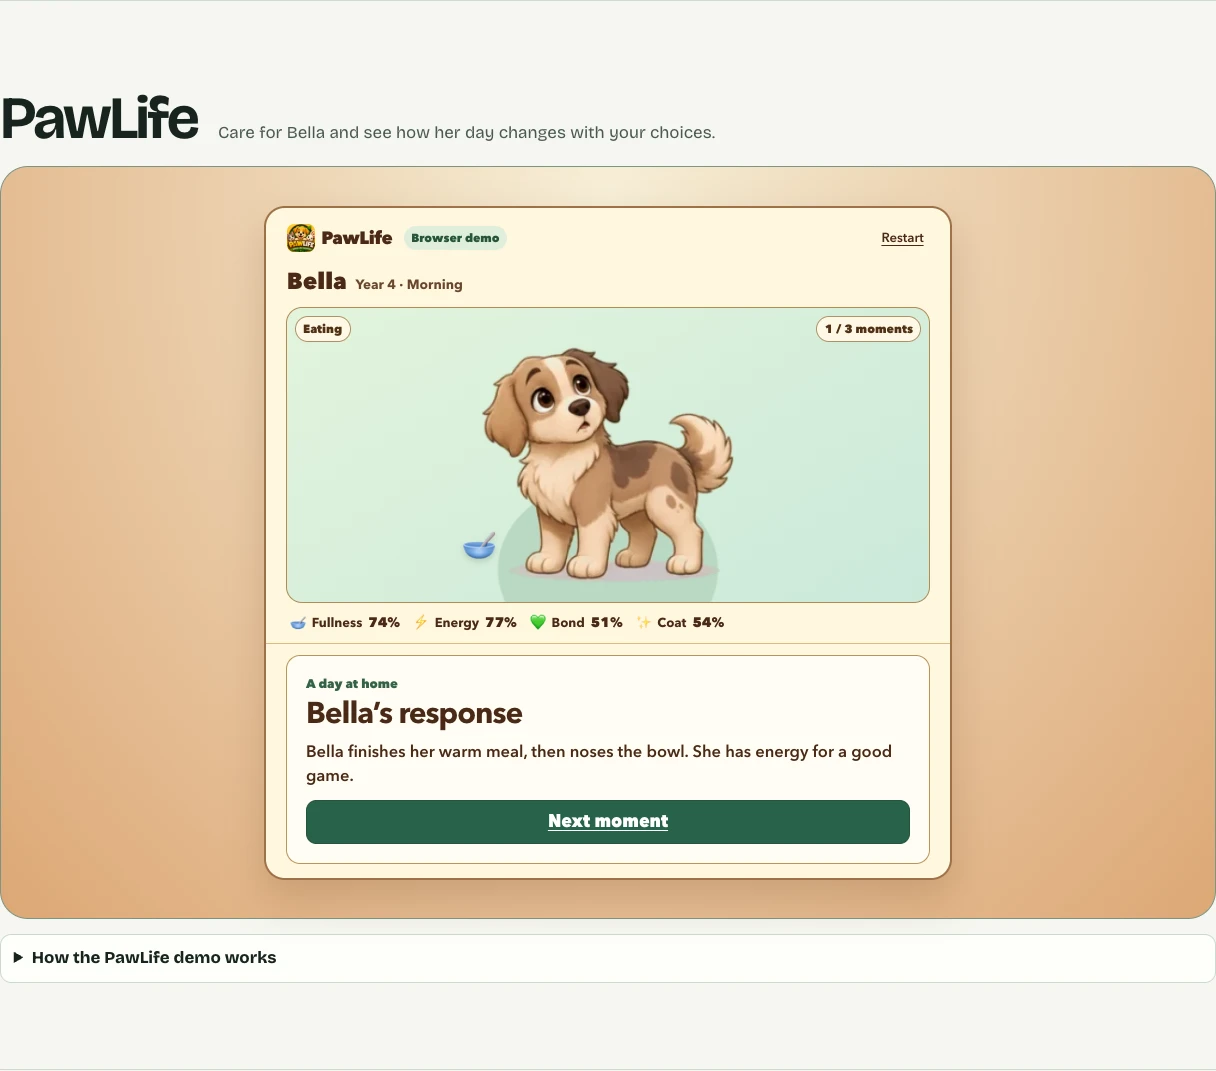 PawLife
Care for Bella and see how her day changes with your choices.
PawLife
Browser demo
Restart
Bella Year 4 · Morning
Eating
1 / 3 moments
Fullness 74% Energy 77% Bond 51% Coat 54%
A day at home
Bella’s response
Bella finishes her warm meal, then noses the bowl. She has energy for a good
game.
Next moment
How the PawLife demo works